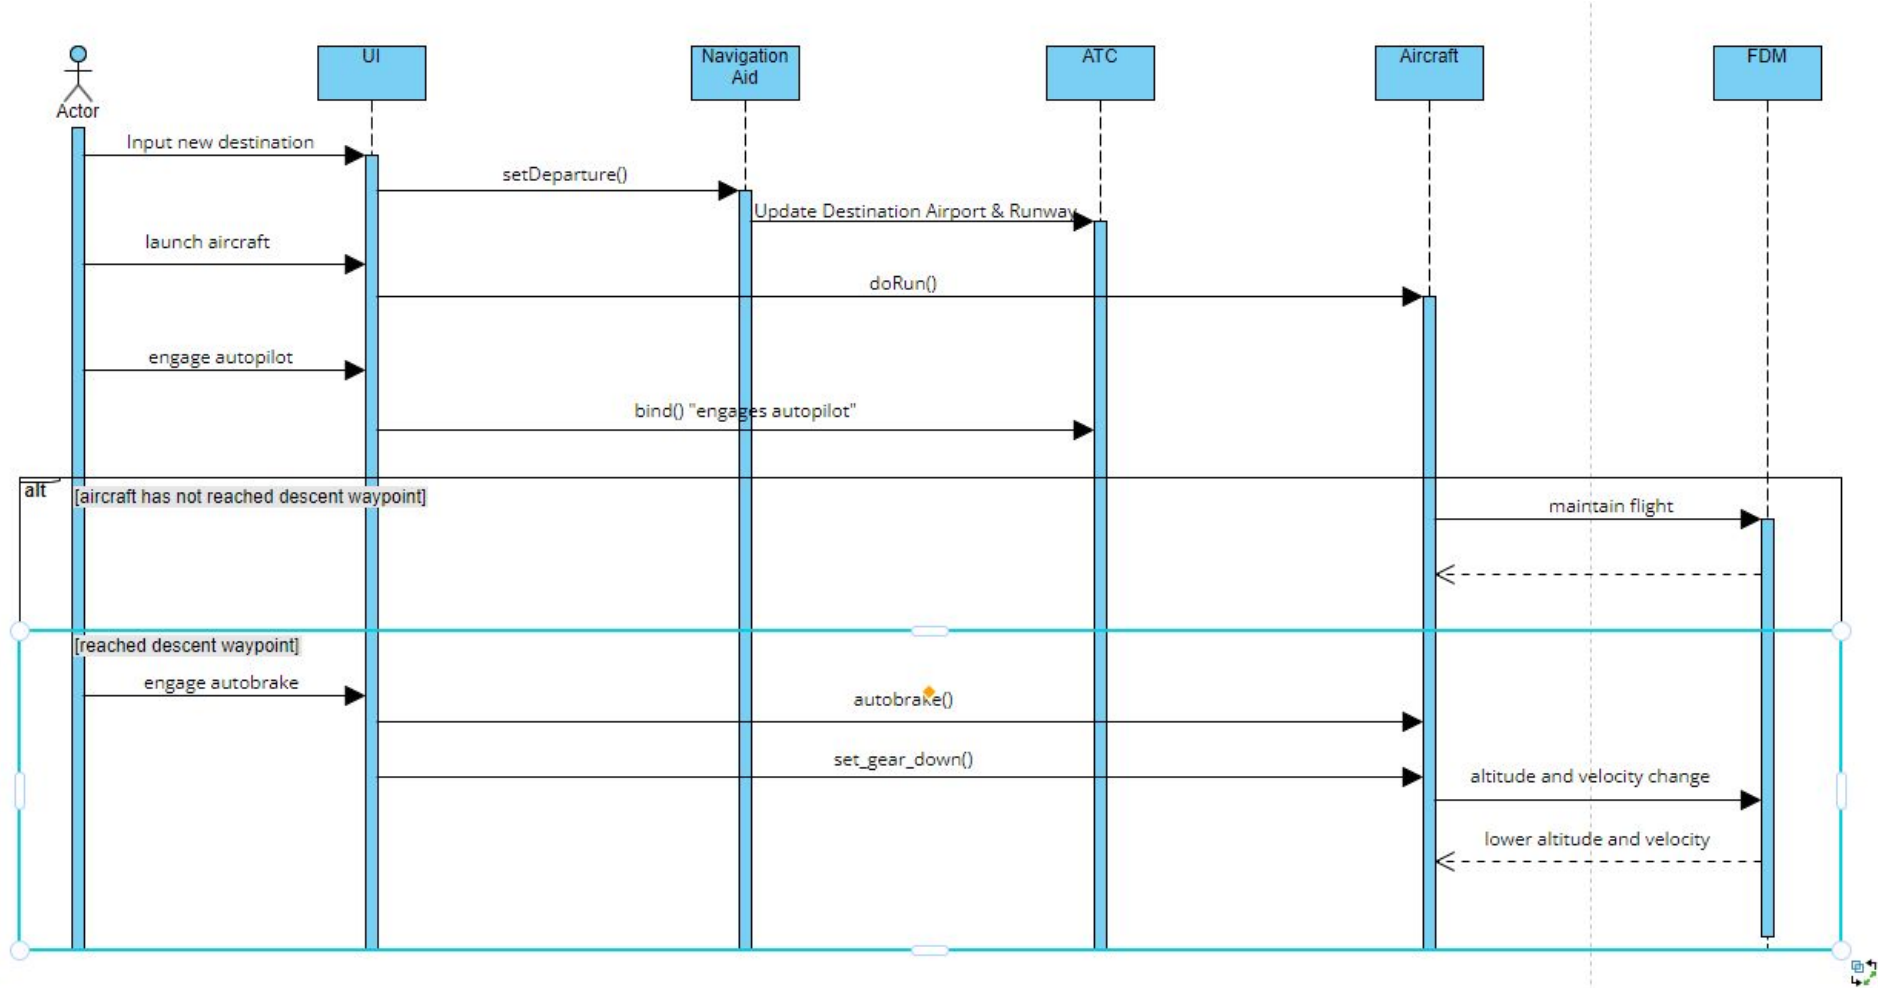 Actor
UI
Navigation
Aid
ATC
Aircraft
FDM
Input new destination
setDeparture()
Update Destination Airport & Runway
launch aircraft
doRun()
engage autopilot
bind() "engages autopilot"
alt
[aircraft has not reached descent waypoint]
maintain flight
[reached descent waypoint]
engage autobrake
autobrake()
set_gear_down()
altitude and velocity change
lower altitude and velocity